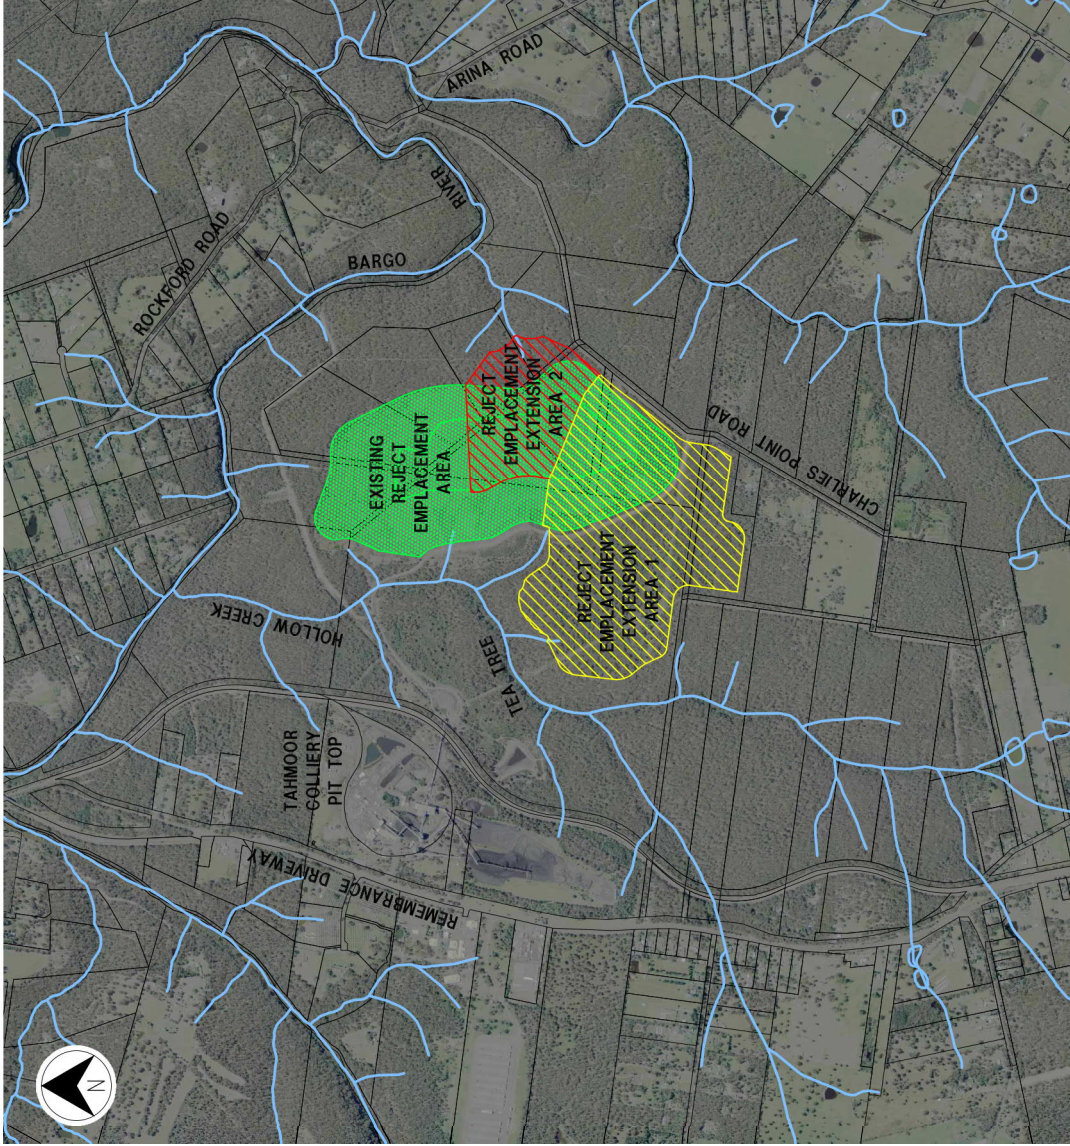 ARINA ROAD
ROCKFORD ROAD
RIVER
BARGO
EXISTING
REJECT
EMPLACEMENT
AREA
REJECT
EMPLACEMENT
EXTENSION
AREA 2
CHARLIES POINT ROAD
REJECT
EMPLACEMENT
EXTENSION
AREA 1
HOLLOW CREEK
TEA TREE
TAHMOOR
COLLIERY
PIT TOP
REMEMBRANCE DRIVEWAY
N